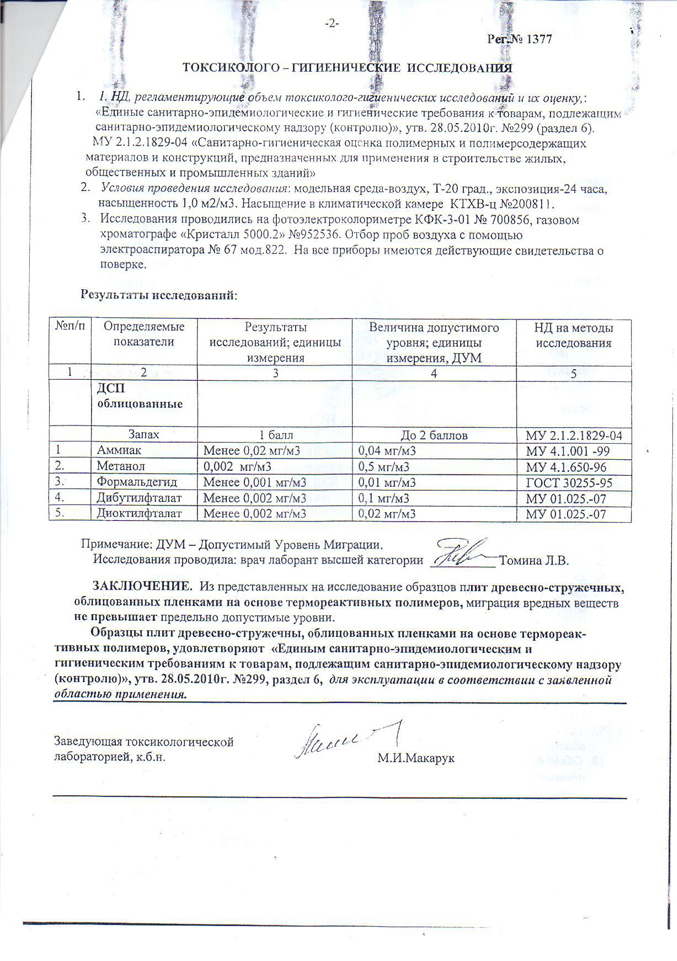 -2-
Рег.№ 1377
ТОКСИКОЛОГО – ГИГИЕНИЧЕСКИЕ ИССЛЕДОВАНИЯ
1. 1. НД, регламентирующие объем токсиколого-гигиенических исследований и их оценку,:
«Единые санитарно-эпидемиологические и гигиенические требования к товарам, подлежащим
санитарно-эпидемиологическому надзору (контролю)», утв. 28.05.2010г. №299 (раздел 6).
МУ 2.1.2.1829-04 «Санитарно-гигиеническая оценка полимерных и полимерсодержащих
материалов и конструкций, предназначенных для применения в строительстве жилых,
общественных и промышленных зданий»
2. Условия проведения исследования: модельная среда-воздух, Т-20 град., экспозиция-24 часа,
насыщенность 1,0 м2/м3. Насыщение в климатической камере КТХВ-ц №200811.
3. Исследования проводились на фотоэлектроколориметре КФК-3-01 № 700856, газовом
хроматографе «Кристалл 5000.2» №952536. Отбор проб воздуха с помощью
электроаспиратора № 67 мод.822. На все приборы имеются действующие свидетельства о
поверке.
Результаты исследований:
№п/п Определяемые показатели Результаты исследований; единицы измерения Величина допустимого уровня; единицы измерения, ДУМ НД на методы исследования
1 2 3 4 5
ДСП
облицованные
Запах 1 балл До 2 баллов МУ 2.1.2.1829-04
1 Аммиак Менее 0,02 мг/м3 0,04 мг/м3 МУ 4.1.001 -99
2. Метанол 0,002 мг/м3 0,5 мг/м3 МУ 4.1.650-96
3. Формальдегид Менее 0,001 мг/м3 0,01 мг/м3 ГОСТ 30255-95
4. Дибутилфталат Менее 0,002 мг/м3 0,1 мг/м3 МУ 01.025.-07
5. Диоктилфталат Менее 0,002 мг/м3 0,02 мг/м3 МУ 01.025.-07
Примечание: ДУМ – Допустимый Уровень Миграции.
Исследования проводила: врач лаборант высшей категории Томина Л.В.
ЗАКЛЮЧЕНИЕ. Из представленных на исследование образцов плит древесно-стружечных,
облицованных пленками на основе термореактивных полимеров, миграция вредных веществ
не превышает предельно допустимые уровни.
Образцы плит древесно-стружечны, облицованных пленками на основе термореак-
тивных полимеров, удовлетворяют «Единым санитарно-эпидемиологическим и
гигиеническим требованиям к товарам, подлежащим санитарно-эпидемиологическому надзору
(контролю)», утв. 28.05.2010г. №299, раздел 6, для эксплуатации в соответствии с заявленной
областью применения.
Заведующая токсикологической
лабораторией, к.б.н. М.И.Макарук